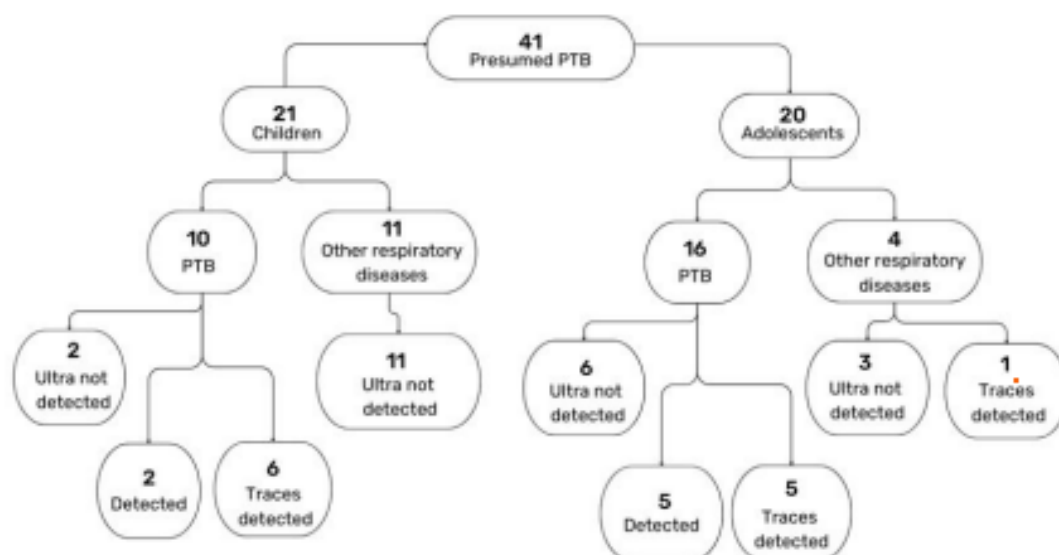 41
Presumed PTB
21
Children
20
Adolescents
10
PTB
11
Other respiratory
diseases
16
PTB
4
Other respiratory
diseases
2
Ultra not
detected
11
Ultra not
detected
6
Ultra not
detected
3
Ultra not
detected
1
Traces
detected
2
Detected
6
Traces
detected
5
Detected
5
Traces
detected